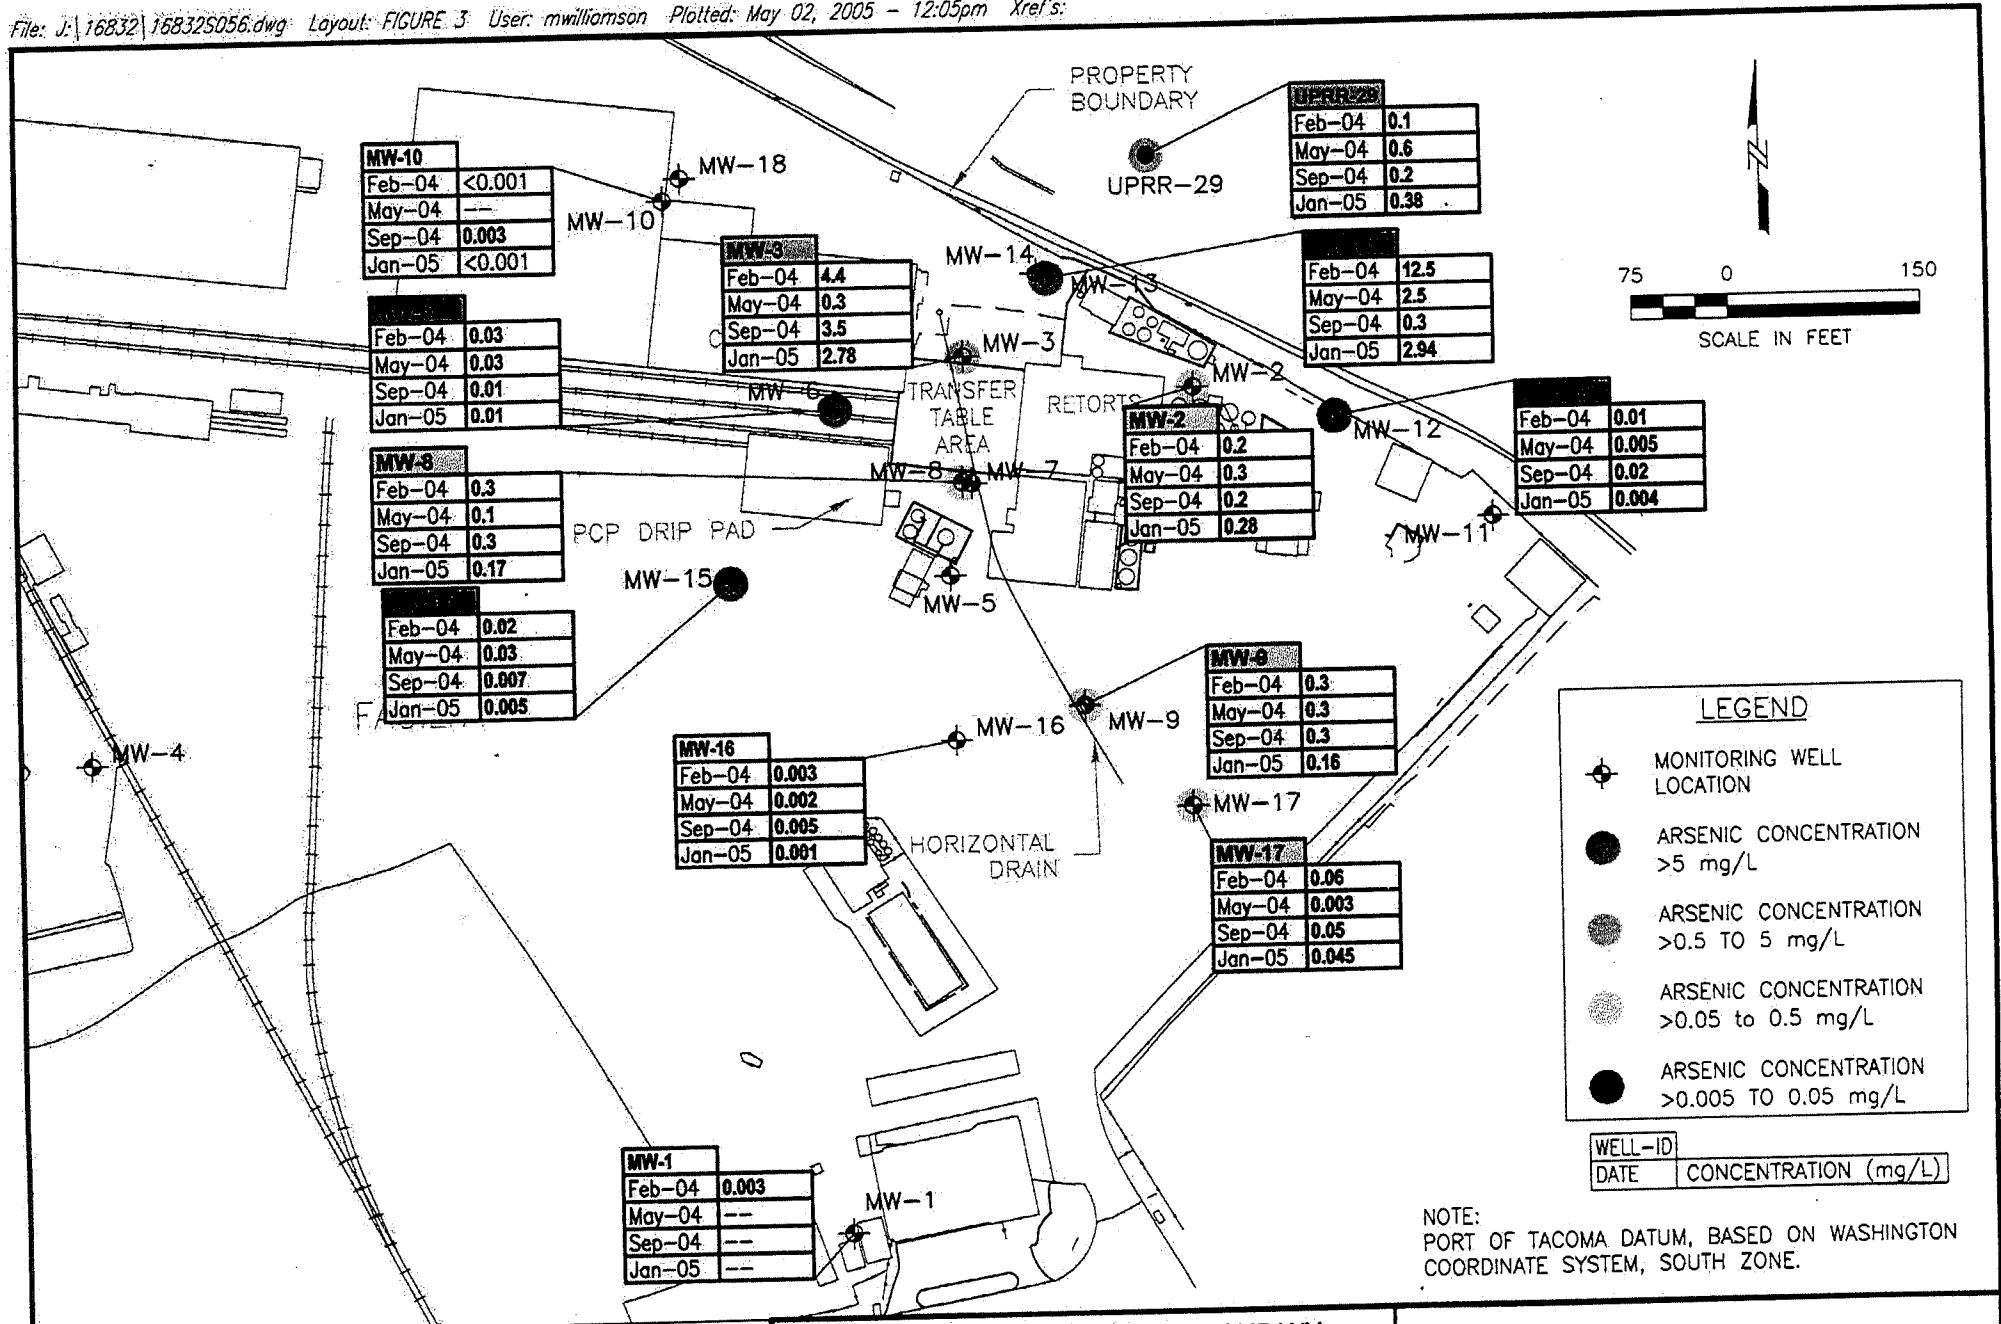 File: J:\16832\16832S056.dwg Layout: FIGURE 3 User: mwilliamson Plotted: May 02, 2005 - 12:05pm Xref's:
PROPERTY
BOUNDARY
UPRR-29
Feb-04 0.1
May-04 0.6
Sep-04 0.2
Jan-05 0.38
UPRR-29
N
MW-10
Feb-04 <0.001
May-04 --
Sep-04 0.003
Jan-05 <0.001
MW-18
MW-10
MW-3
Feb-04 4.4
May-04 0.3
Sep-04 3.5
Jan-05 2.78
MW-14
MW-13
Feb-04 12.5
May-04 2.5
Sep-04 0.3
Jan-05 2.94
75 0 150
SCALE IN FEET
Feb-04 0.03
May-04 0.03
Sep-04 0.01
Jan-05 0.01
MW-3
MW-2
MW-6
TRANSFER
TABLE
AREA
RETORTS
MW-2
Feb-04 0.2
May-04 0.3
Sep-04 0.2
Jan-05 0.28
MW-12
Feb-04 0.01
May-04 0.005
Sep-04 0.02
Jan-05 0.004
MW-8
Feb-04 0.3
May-04 0.1
Sep-04 0.3
Jan-05 0.17
MW-8
MW-7
PCP DRIP PAD
MW-11
MW-15
MW-5
Feb-04 0.02
May-04 0.03
Sep-04 0.007
Jan-05 0.005
MW-4
MW-16
Feb-04 0.003
May-04 0.002
Sep-04 0.005
Jan-05 0.001
MW-16
MW-9
MW-9
Feb-04 0.3
May-04 0.3
Sep-04 0.3
Jan-05 0.16
HORIZONTAL
DRAIN
MW-17
MW-17
Feb-04 0.06
May-04 0.003
Sep-04 0.05
Jan-05 0.045
LEGEND
MONITORING WELL
LOCATION
ARSENIC CONCENTRATION
>5 mg/L
ARSENIC CONCENTRATION
>0.5 TO 5 mg/L
ARSENIC CONCENTRATION
>0.05 to 0.5 mg/L
ARSENIC CONCENTRATION
>0.005 TO 0.05 mg/L
WELL-ID
DATE CONCENTRATION (mg/L)
MW-1
Feb-04 0.003
May-04 --
Sep-04 --
Jan-05 --
MW-1
NOTE:
PORT OF TACOMA DATUM, BASED ON WASHINGTON
COORDINATE SYSTEM, SOUTH ZONE.